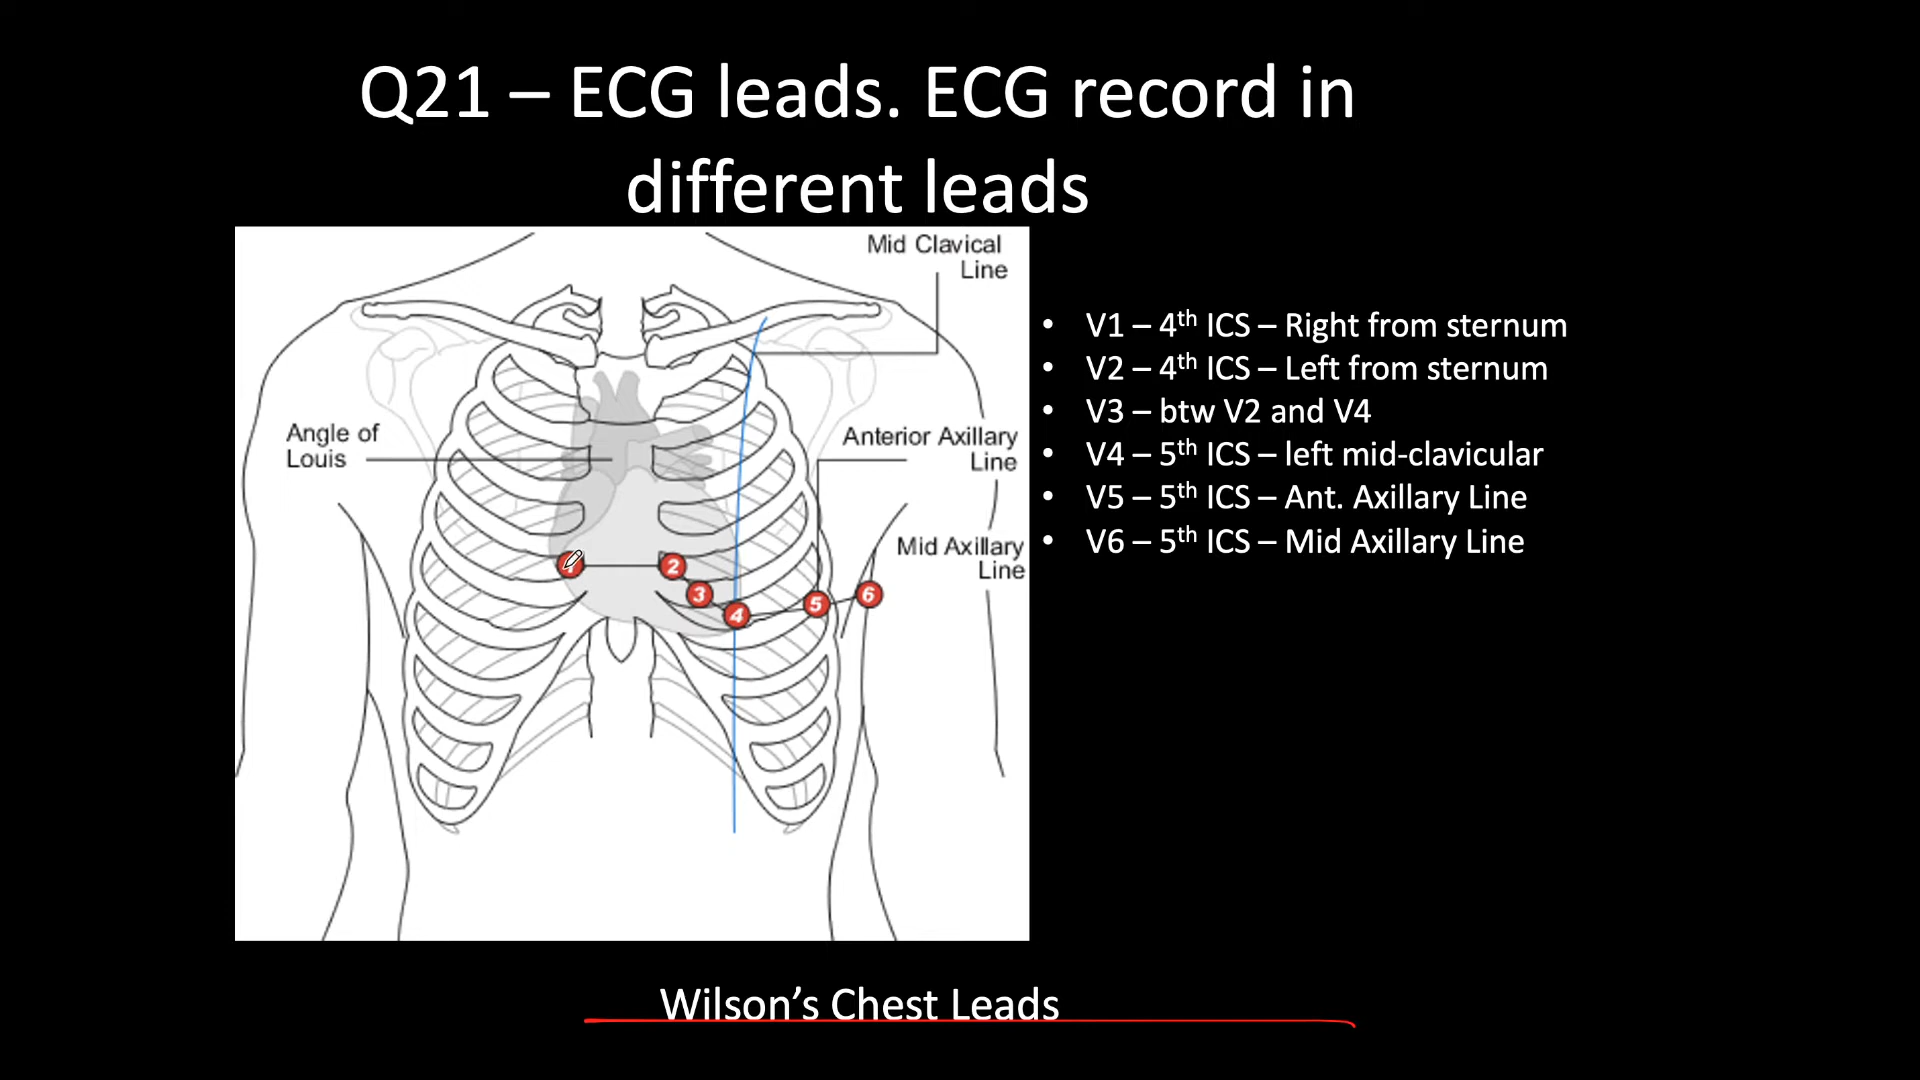 Q21 – ECG leads. ECG record in
different leads
Mid Clavical
Line
Angle of
Louis
Anterior Axillary
Line
Mid Axillary
Line
1
2
3
4
5
6
• V1 – 4th ICS – Right from sternum
• V2 – 4th ICS – Left from sternum
• V3 – btw V2 and V4
• V4 – 5th ICS – left mid-clavicular
• V5 – 5th ICS – Ant. Axillary Line
• V6 – 5th ICS – Mid Axillary Line
Wilson’s Chest Leads